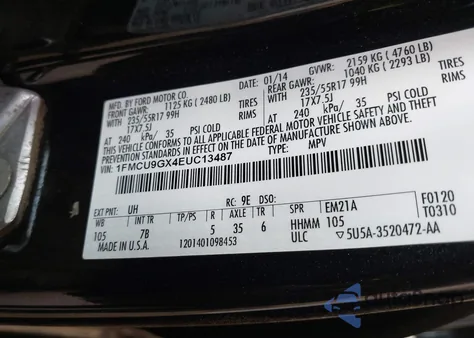 MFD. BY FORD MOTOR CO.
01/14 GVWR: 2159 KG (4760 LB)
FRONT GAWR: 1125 KG (2480 LB) REAR GAWR: 1040 KG (2293 LB)
WITH 235/55R17 99H TIRES WITH 235/55R17 99H TIRES
17X7.5J RIMS 17X7.5J RIMS
AT 240 kPa/ 35 PSI COLD AT 240 kPa/ 35 PSI COLD
THIS VEHICLE CONFORMS TO ALL APPLICABLE FEDERAL MOTOR VEHICLE SAFETY AND THEFT
PREVENTION STANDARDS IN EFFECT ON THE DATE OF MANUFACTURE SHOWN ABOVE.
VIN: 1FMCU9GX4EUC13487
TYPE: MPV
F0120
T0310
EXT PNT: UH RC: 9E DSO:
WB INT TR TP/PS R AXLE TR SPR EM21A
105 7B 5 35 6 HHMM 105
MADE IN U.S.A. ULC
1201401098453
▽5U5A-3520472-AA
autobidmaster